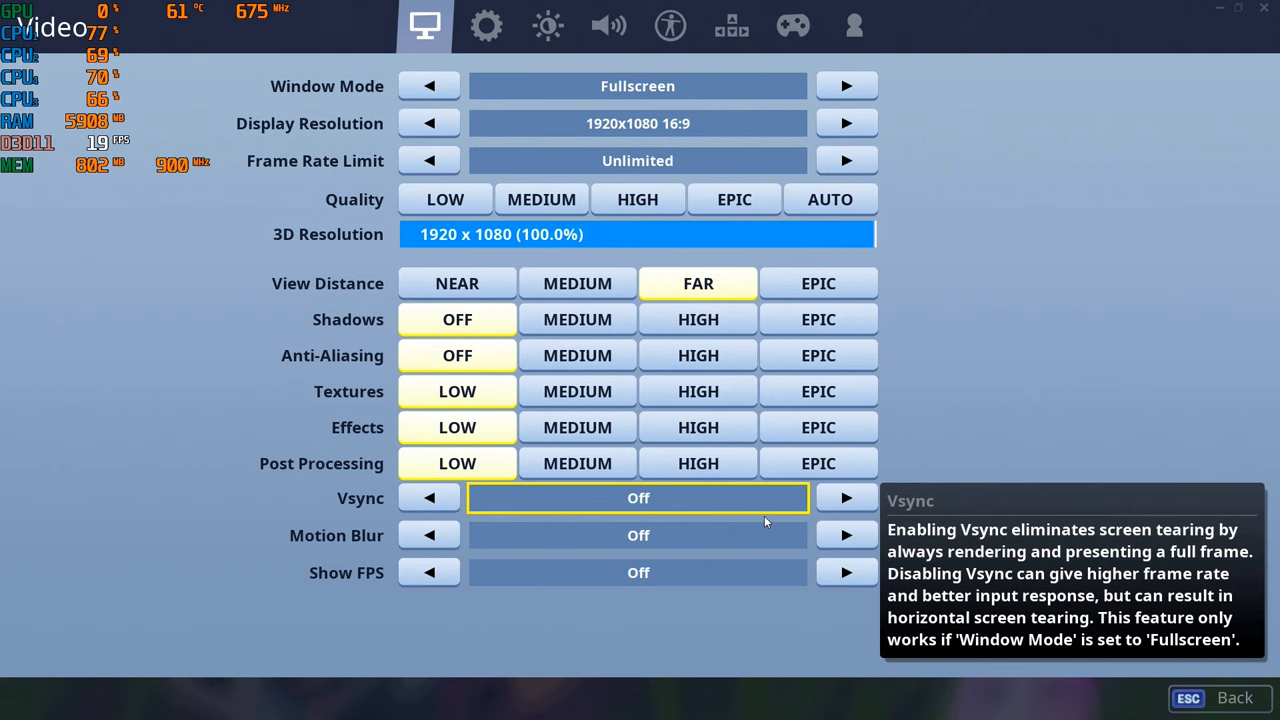 Video
GPU 0 % 61 °C 675 MHz
CPU1 77 %
CPU2 69 %
CPU4 70 %
CPU3 66 %
RAM 5908 MB
D3D11 19 FPS
MEM 802 MB 900 MHz
Window Mode Fullscreen
Display Resolution 1920x1080 16:9
Frame Rate Limit Unlimited
Quality LOW MEDIUM HIGH EPIC AUTO
3D Resolution 1920 x 1080 (100.0%)
View Distance NEAR MEDIUM FAR EPIC
Shadows OFF MEDIUM HIGH EPIC
Anti-Aliasing OFF MEDIUM HIGH EPIC
Textures LOW MEDIUM HIGH EPIC
Effects LOW MEDIUM HIGH EPIC
Post Processing LOW MEDIUM HIGH EPIC
Vsync Off
Motion Blur Off
Show FPS Off
Vsync
Enabling Vsync eliminates screen tearing by
always rendering and presenting a full frame.
Disabling Vsync can give higher frame rate
and better input response, but can result in
horizontal screen tearing. This feature only
works if 'Window Mode' is set to 'Fullscreen'.
ESC Back